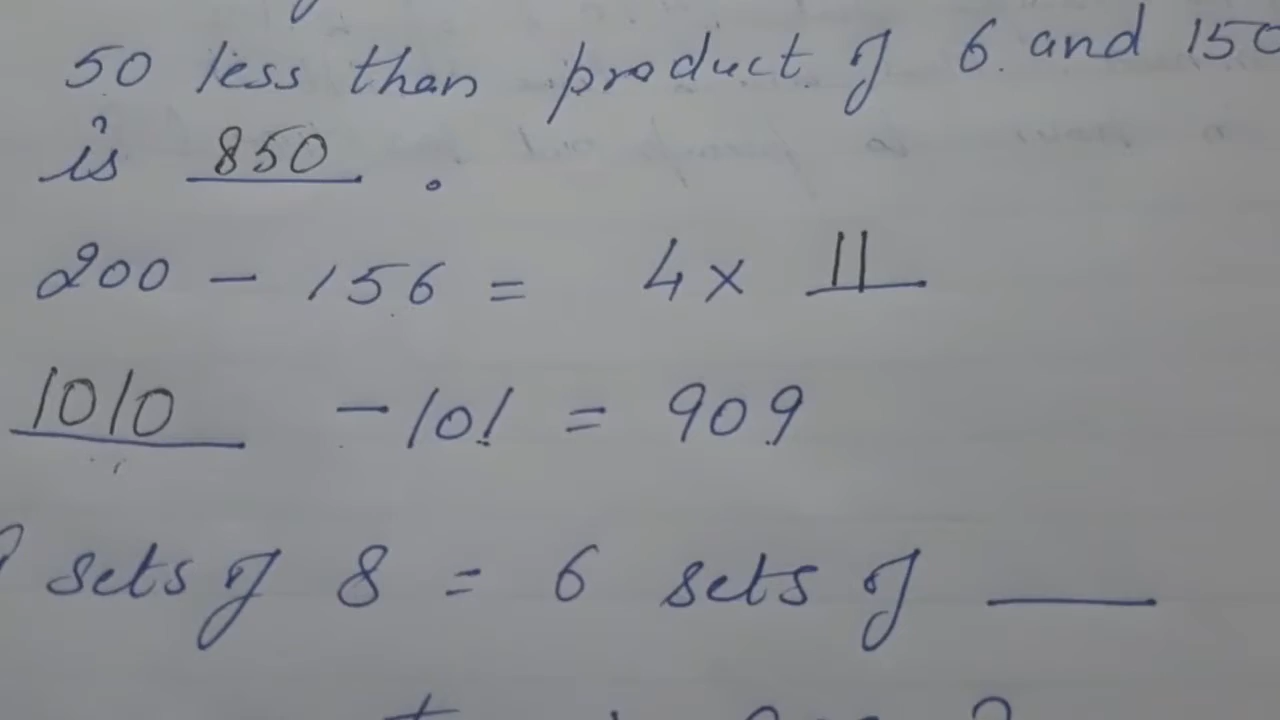 50 less than product of 6 and 150
is 850 .
200 - 156 = 4 x 11
1010 - 101 = 909
sets of 8 = 6 sets of ___